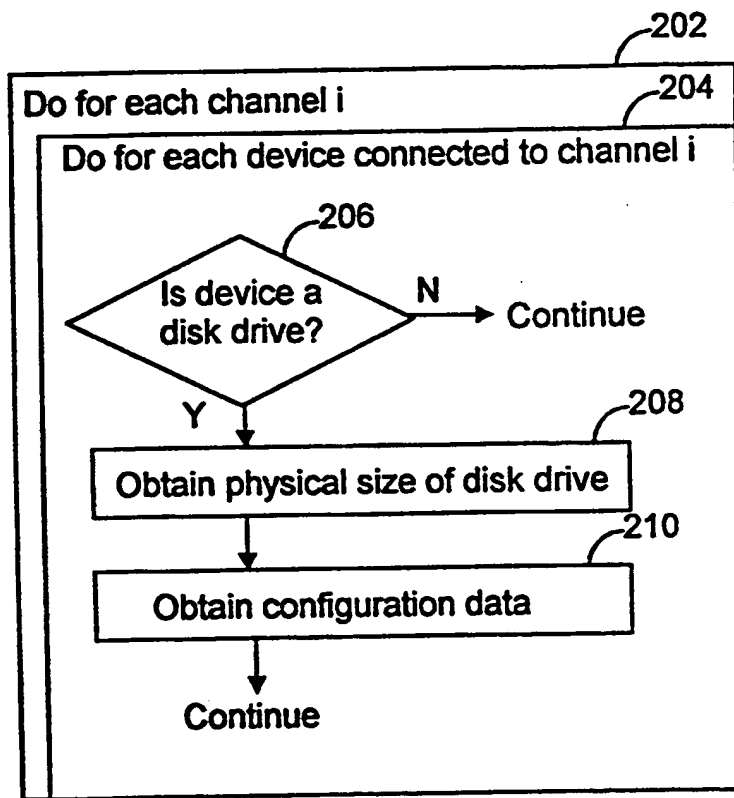 202
Do for each channel i
204
Do for each device connected to channel i
206
Is device a
disk drive?
N
Continue
Y
208
Obtain physical size of disk drive
210
Obtain configuration data
Continue